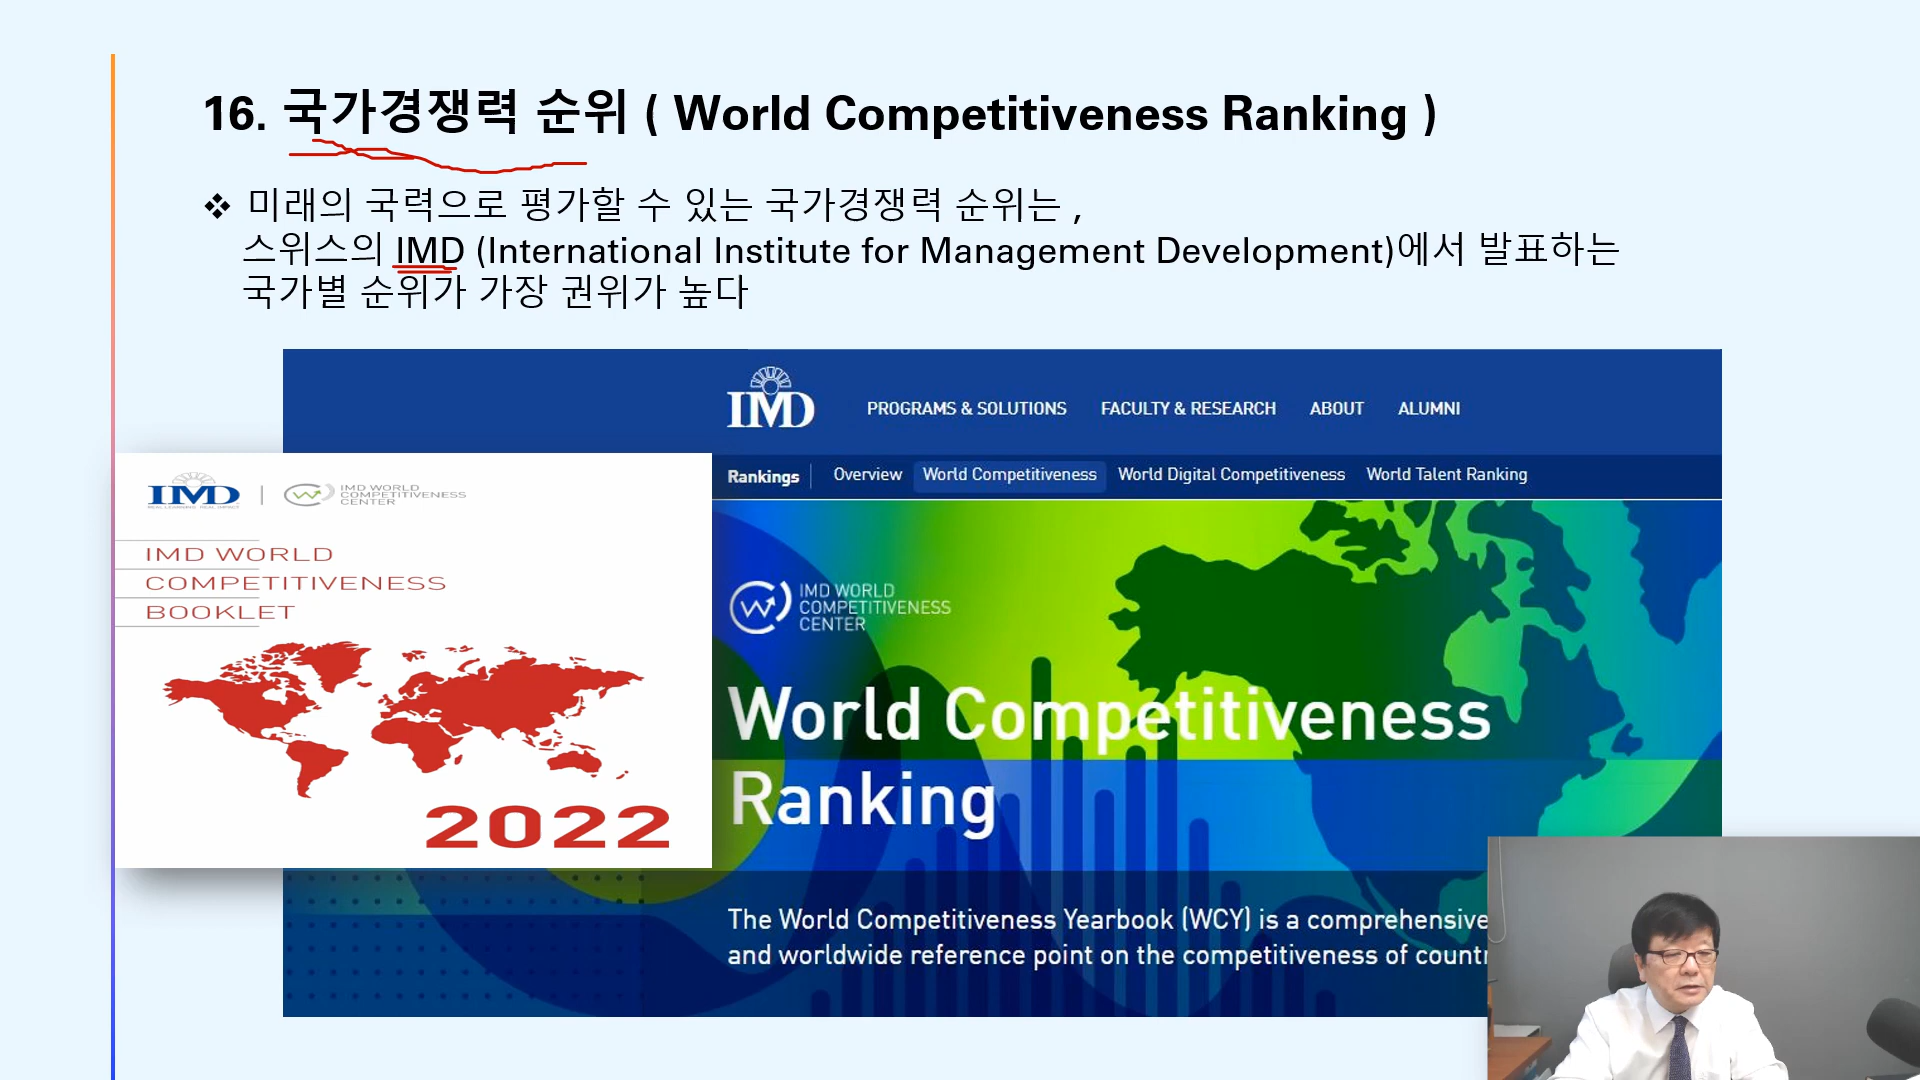 16. 국가경쟁력 순위 ( World Competitiveness Ranking )
❖ 미래의 국력으로 평가할 수 있는 국가경쟁력 순위는 ,
스위스의 IMD (International Institute for Management Development)에서 발표하는
국가별 순위가 가장 권위가 높다
IMD
PROGRAMS & SOLUTIONS FACULTY & RESEARCH ABOUT ALUMNI
Rankings Overview World Competitiveness World Digital Competitiveness World Talent Ranking
IMD
REAL LEARNING REAL IMPACT
IMD WORLD
COMPETITIVENESS
CENTER
IMD WORLD
COMPETITIVENESS
BOOKLET
2022
IMD WORLD
COMPETITIVENESS
CENTER
World Competitiveness
Ranking
The World Competitiveness Yearbook (WCY) is a comprehensive
and worldwide reference point on the competitiveness of countr